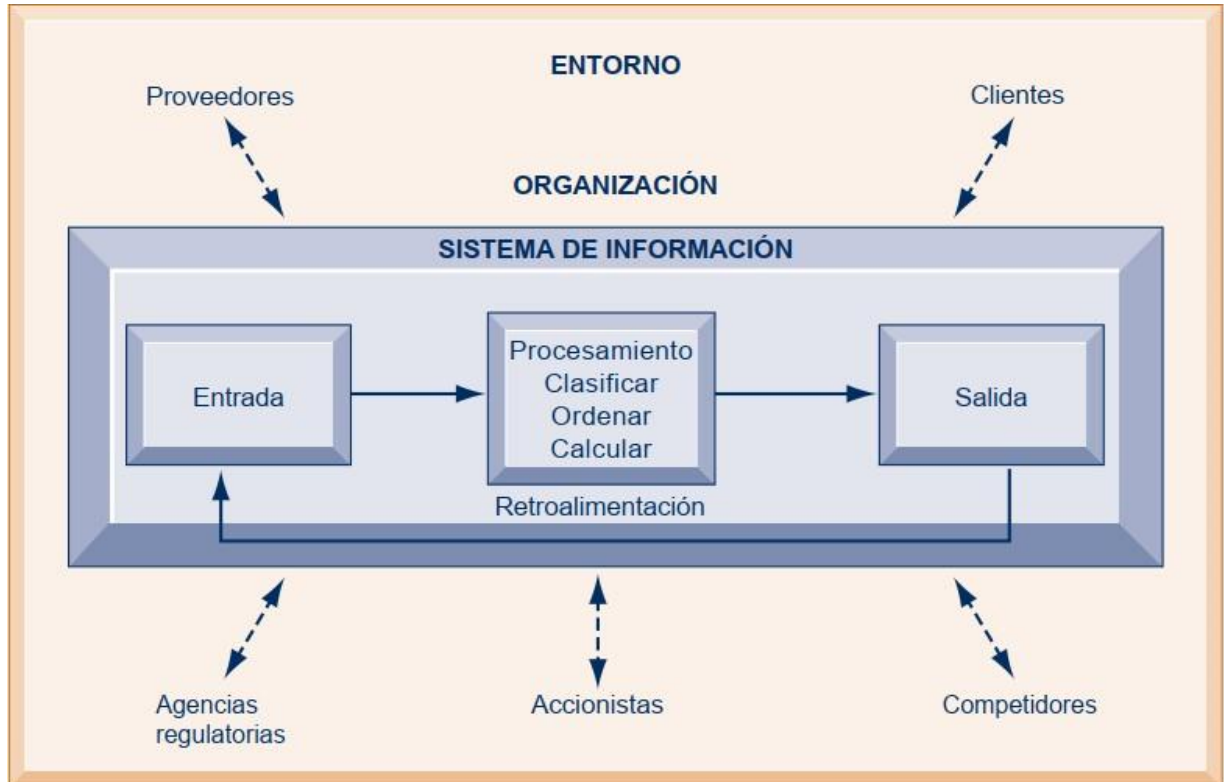 ENTORNO
Proveedores
Clientes
ORGANIZACIÓN
SISTEMA DE INFORMACIÓN
Entrada
Procesamiento
Clasificar
Ordenar
Calcular
Salida
Retroalimentación
Agencias
regulatorias
Accionistas
Competidores